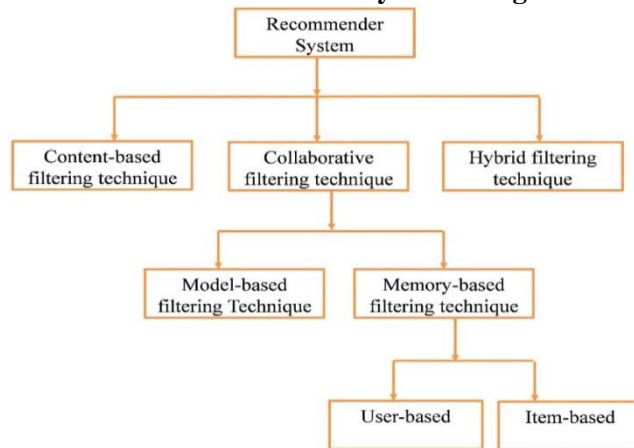 Recommender
System
Content-based
filtering technique
Collaborative
filtering technique
Hybrid filtering
technique
Model-based
filtering Technique
Memory-based
filtering technique
User-based
Item-based